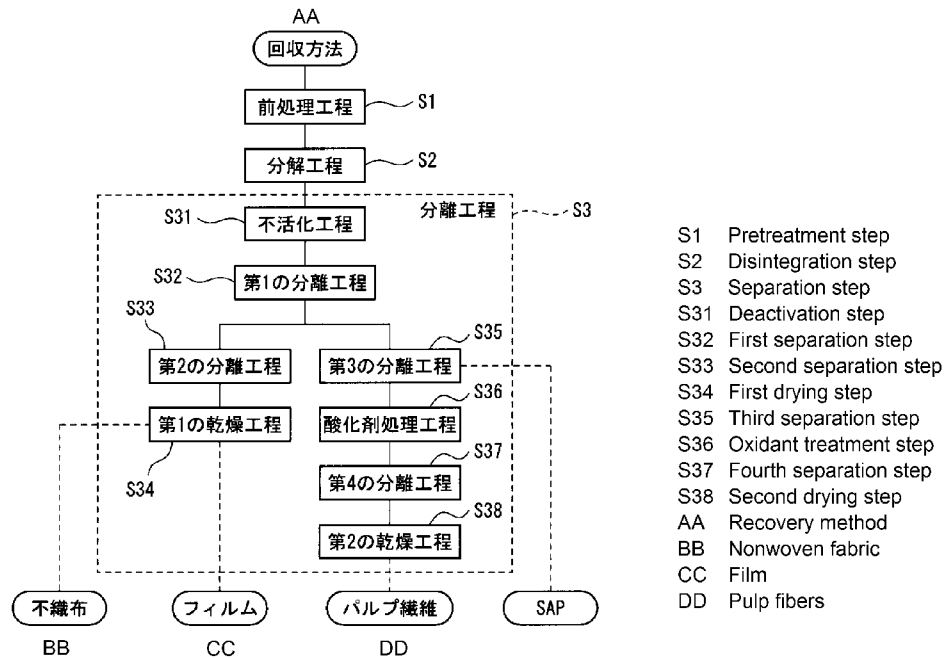 AA
回収方法
前処理工程
S1
分解工程
S2
分離工程
S3
S31
不活化工程
S32
第1の分離工程
S33
第2の分離工程
S35
第3の分離工程
S36
第1の乾燥工程
S34
酸化剤処理工程
S37
第4の分離工程
S38
第2の乾燥工程
不織布
フィルム
パルプ繊維
SAP
BB
CC
DD
S1 Pretreatment step
S2 Disintegration step
S3 Separation step
S31 Deactivation step
S32 First separation step
S33 Second separation step
S34 First drying step
S35 Third separation step
S36 Oxidant treatment step
S37 Fourth separation step
S38 Second drying step
AA Recovery method
BB Nonwoven fabric
CC Film
DD Pulp fibers